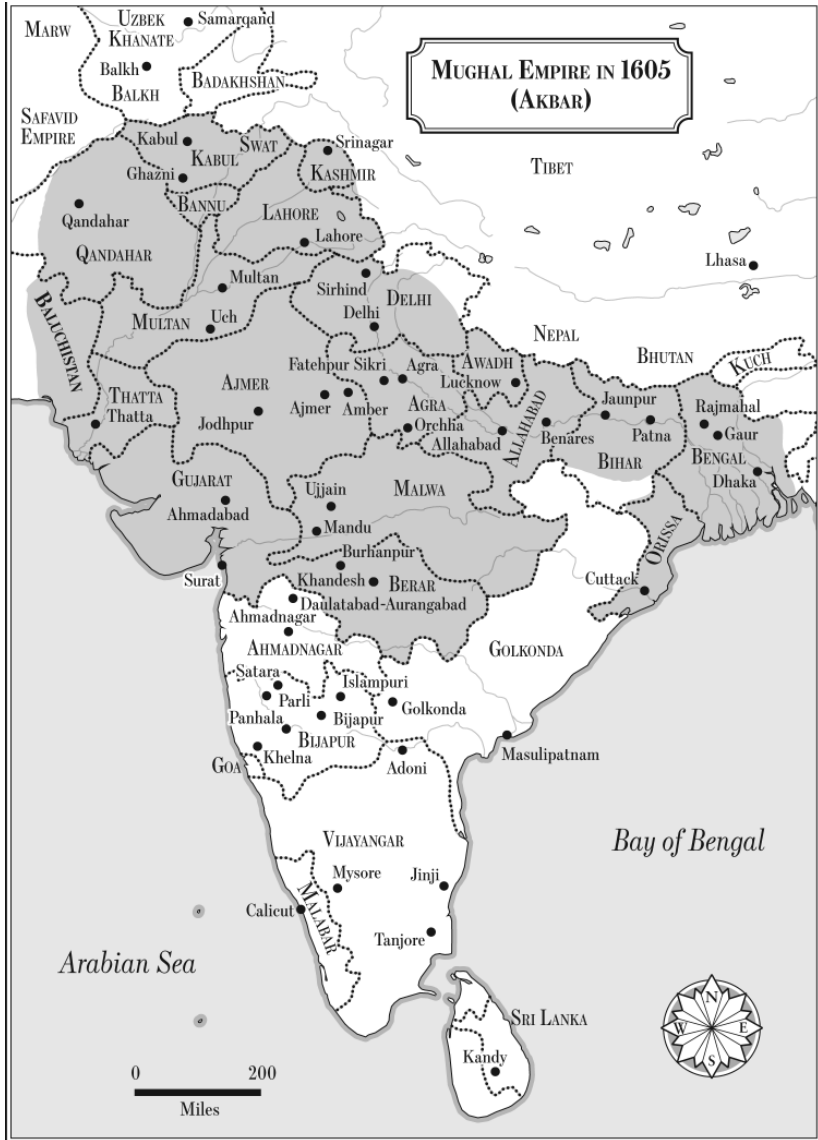 MUGHAL EMPIRE IN 1605
(AKBAR)
MARW
UZBEK
KHANATE
Samarqand
Balkh
BALKH
BADAKHSHAN
SAFAVID
EMPIRE
Kabul
KABUL
SWAT
Srinagar
KASHMIR
Ghazni
BANNU
TIBET
Qandahar
QANDAHAR
LAHORE
Lahore
Lhasa
Multan
MULTAN
Uch
Sirhind
DELHI
Delhi
BALUCHISTAN
NEPAL
BHUTAN
KUCH
THATTA
Thatta
AJMER
Jodhpur
Fatehpur Sikri
Agra
Ajmer
Amber
AGRA
Orchha
AWADH
Lucknow
Allahabad
ALLAHABAD
Benares
Jaunpur
Patna
BIHAR
Rajmahal
Gaur
BENGAL
Dhaka
GUJARAT
Ahmadabad
Ujjain
MALWA
Mandu
Burhanpur
Khandesh
BERAR
Surat
ORISSA
Cuttack
Daulatabad-Aurangabad
Ahmadnagar
AHMADNAGAR
GOLKONDA
Satara
Parli
Islampuri
Golkonda
Panhala
Bijapur
BIJAPUR
Khelna
GOA
Adoni
Masulipatnam
VIJAYANGAR
Bay of Bengal
Mysore
Jinji
MALABAR
Calicut
Tanjore
Arabian Sea
SRI LANKA
Kandy
N
W
E
S
0
200
Miles